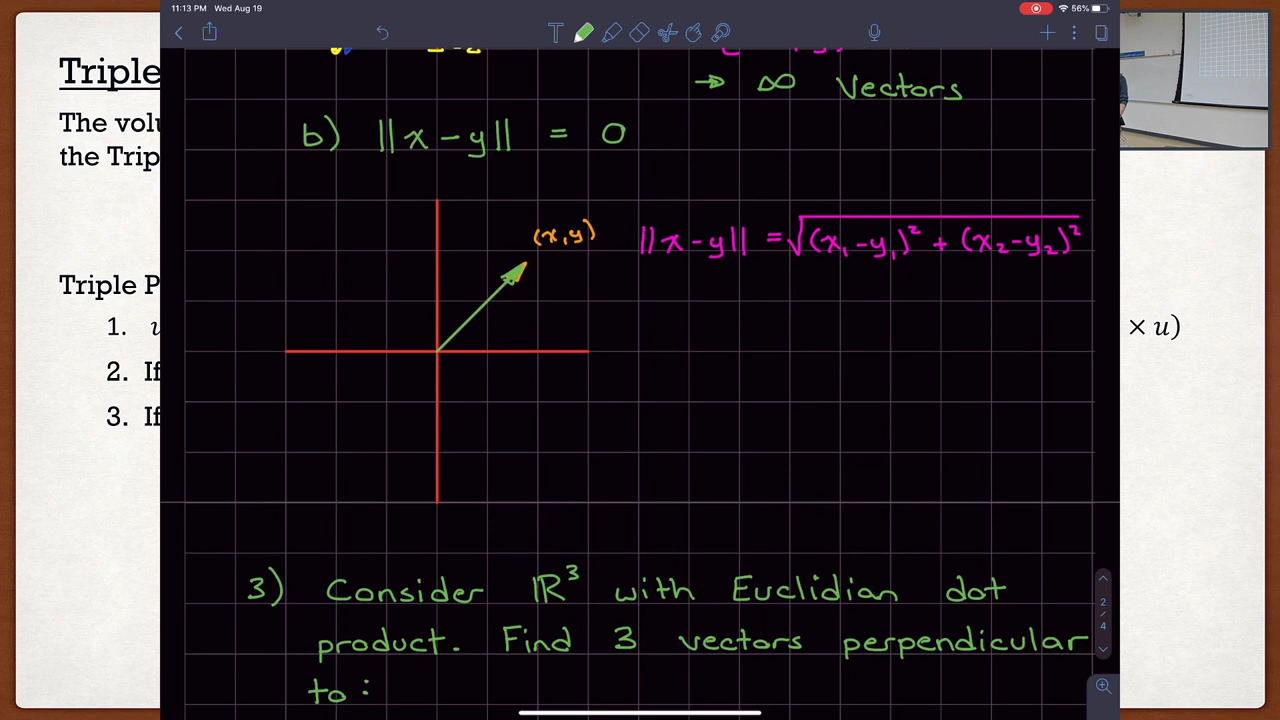 11:13 PM Wed Aug 19
56%
Triple
The volu
the Trip
→ ∞ Vectors
b) ||x - y|| = 0
(x,y)
||x - y|| = √(x₁ - y₁)² + (x₂ - y₂)²
Triple P
1. u
× u)
2. If
3. If
3) Consider ℝ³ with Euclidian dot
product. Find 3 vectors perpendicular
to:
2
/
4